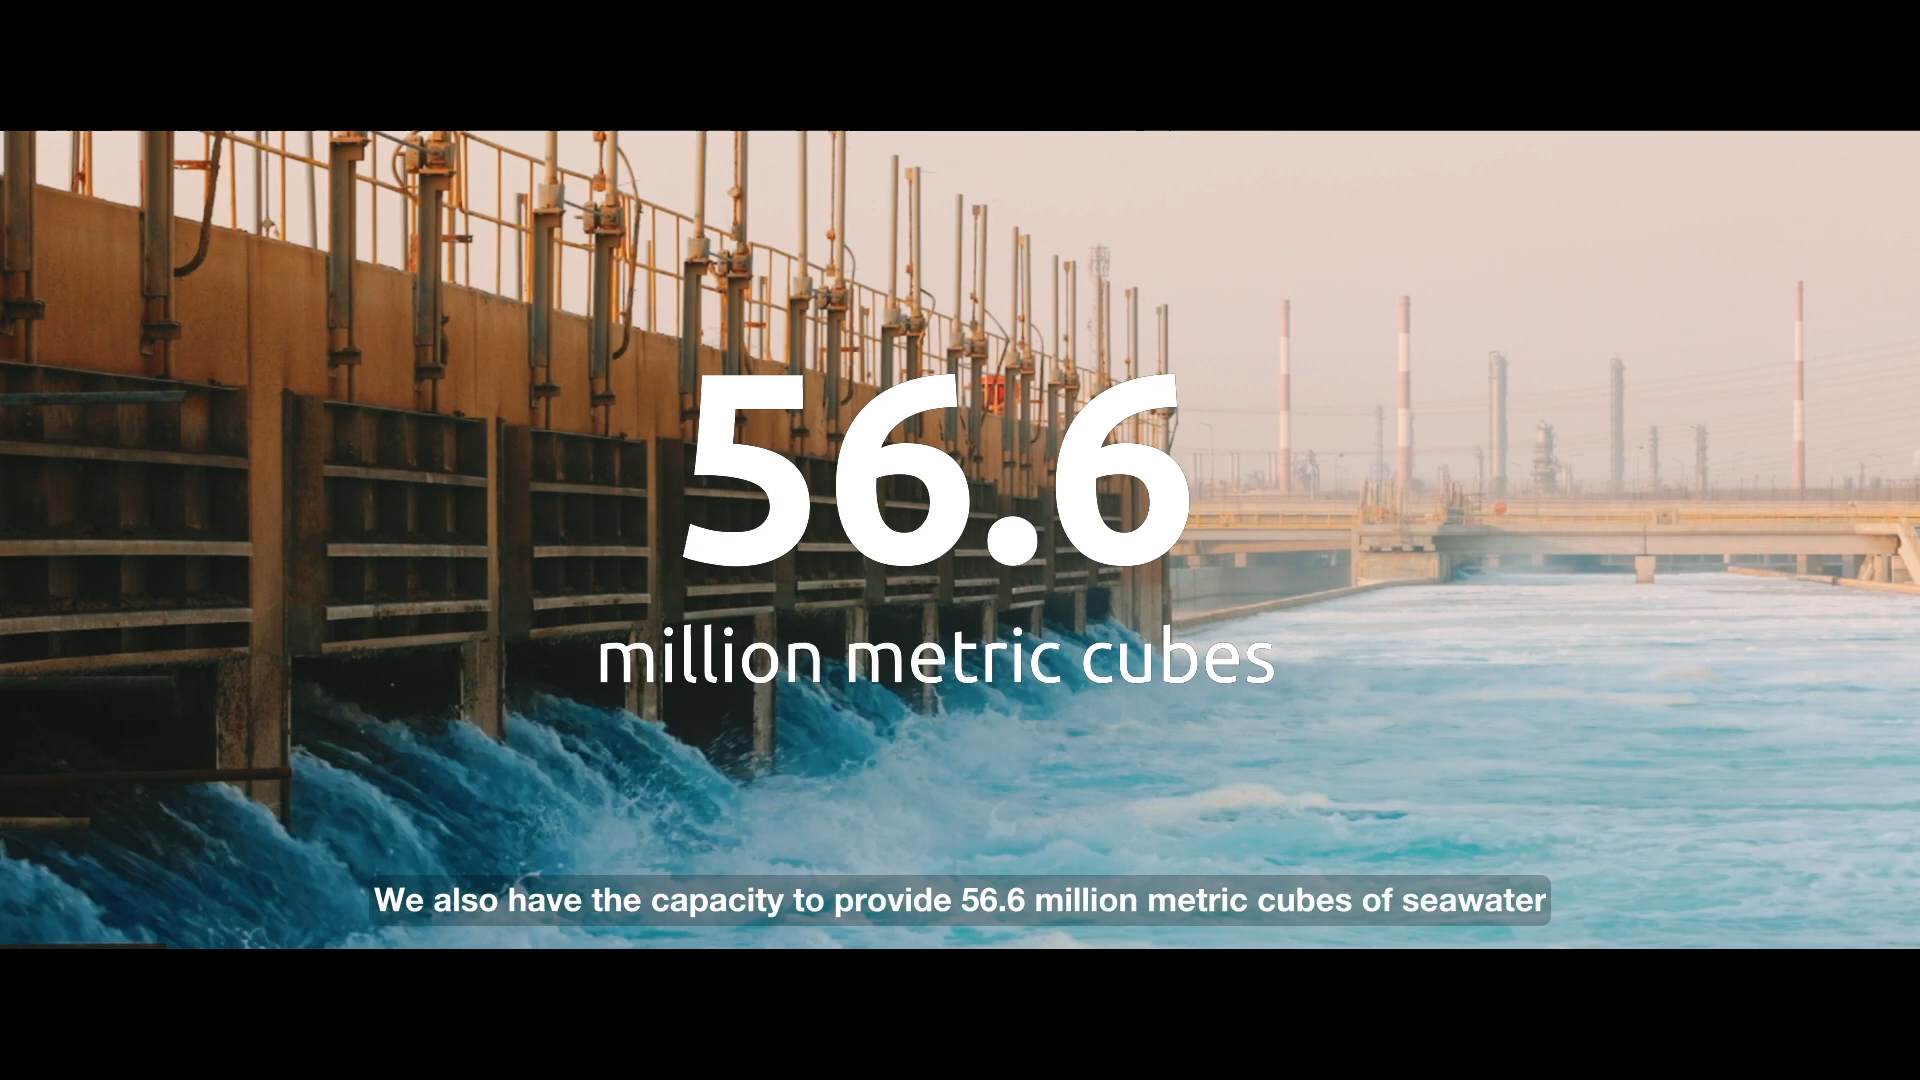 56.6
million metric cubes
We also have the capacity to provide 56.6 million metric cubes of seawater